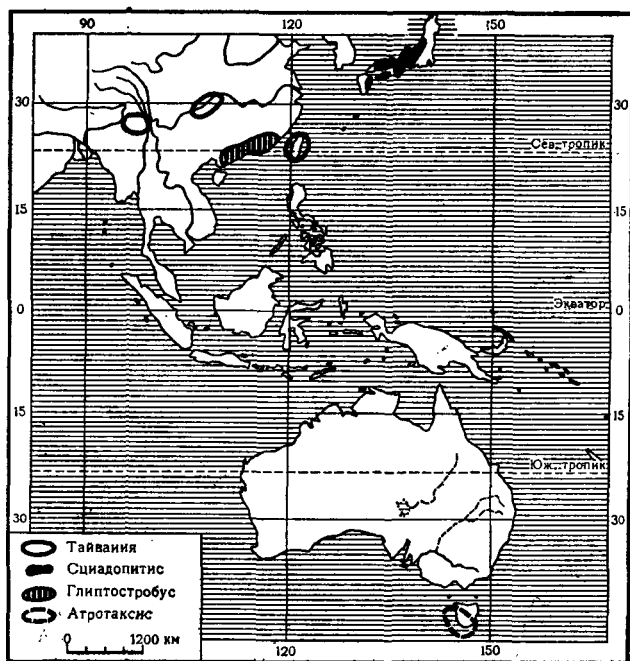 90 120 150
30 30
Сев. тропик
15 15
0 Экватор 0
15 15
Юж. тропик
30 30
Тайвания
Сциадопитис
Глиптостробус
Атротаксис
0 1200 км
120 150